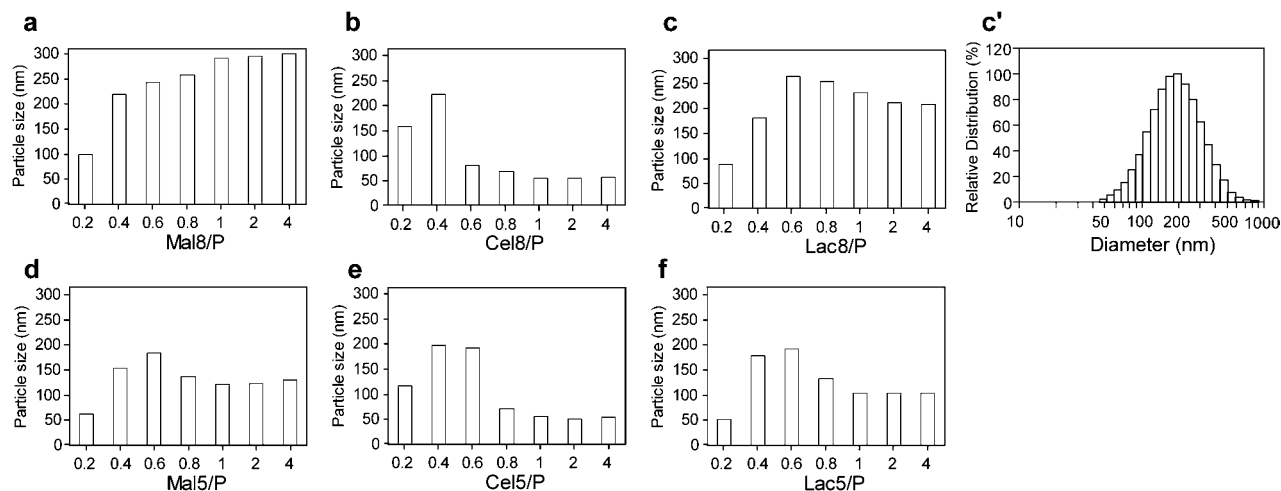 a
Particle size (nm)
300
250
200
150
100
50
0
0.2 0.4 0.6 0.8 1 2 4
Mal8/P
b
Particle size (nm)
300
250
200
150
100
50
0
0.2 0.4 0.6 0.8 1 2 4
Cel8/P
c
Particle size (nm)
300
250
200
150
100
50
0
0.2 0.4 0.6 0.8 1 2 4
Lac8/P
c'
Relative Distribution (%)
120
100
80
60
40
20
0
10 50 100 200 500 1000
Diameter (nm)
d
Particle size (nm)
300
250
200
150
100
50
0
0.2 0.4 0.6 0.8 1 2 4
Mal5/P
e
Particle size (nm)
300
250
200
150
100
50
0
0.2 0.4 0.6 0.8 1 2 4
Cel5/P
f
Particle size (nm)
300
250
200
150
100
50
0
0.2 0.4 0.6 0.8 1 2 4
Lac5/P